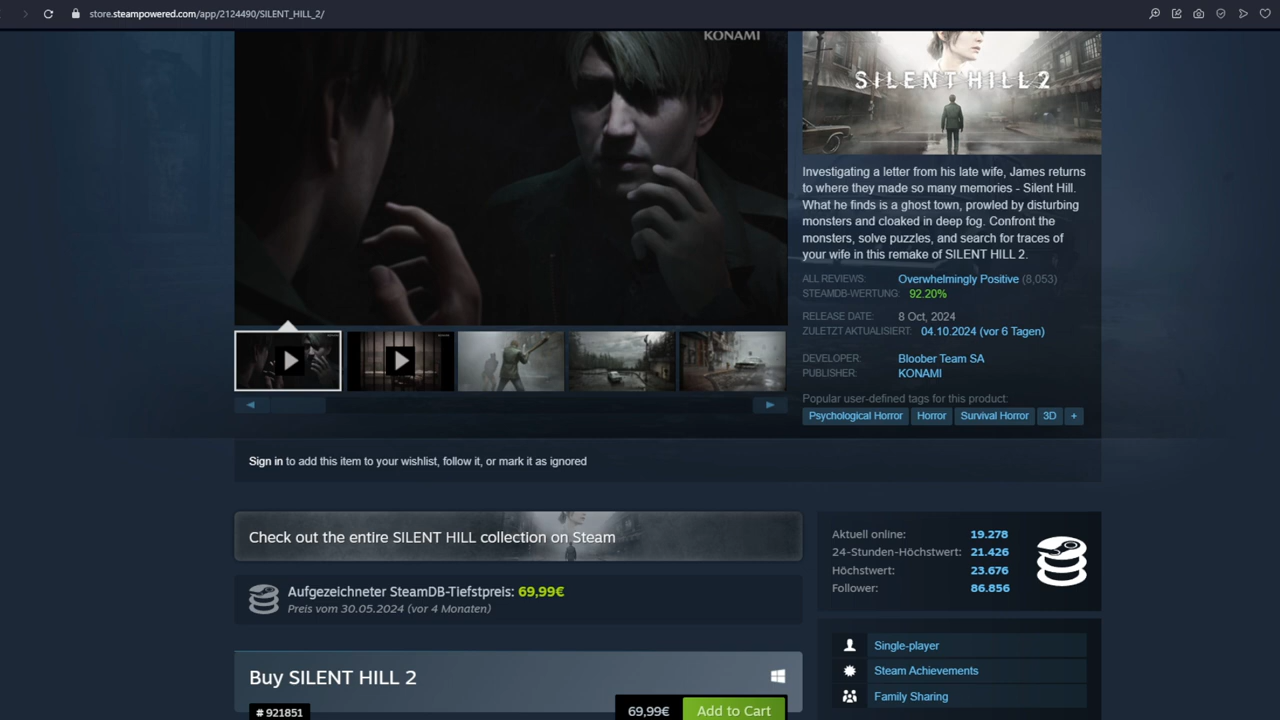 store.steampowered.com/app/2124490/SILENT_HILL_2/
KONAMI
SILENT HILL 2
Investigating a letter from his late wife, James returns
to where they made so many memories - Silent Hill.
What he finds is a ghost town, prowled by disturbing
monsters and cloaked in deep fog. Confront the
monsters, solve puzzles, and search for traces of
your wife in this remake of SILENT HILL 2.
ALL REVIEWS: Overwhelmingly Positive (8,053)
STEAMDB-WERTUNG: 92.20%
RELEASE DATE: 8 Oct, 2024
ZULETZT AKTUALISIERT: 04.10.2024 (vor 6 Tagen)
DEVELOPER: Bloober Team SA
PUBLISHER: KONAMI
Popular user-defined tags for this product:
Psychological Horror Horror Survival Horror 3D +
Sign in to add this item to your wishlist, follow it, or mark it as ignored
Check out the entire SILENT HILL collection on Steam
Aufgezeichneter SteamDB-Tiefstpreis: 69,99€
Preis vom 30.05.2024 (vor 4 Monaten)
Buy SILENT HILL 2
# 921851
69,99€ Add to Cart
Aktuell online: 19.278
24-Stunden-Höchstwert: 21.426
Höchstwert: 23.676
Follower: 86.856
Single-player
Steam Achievements
Family Sharing